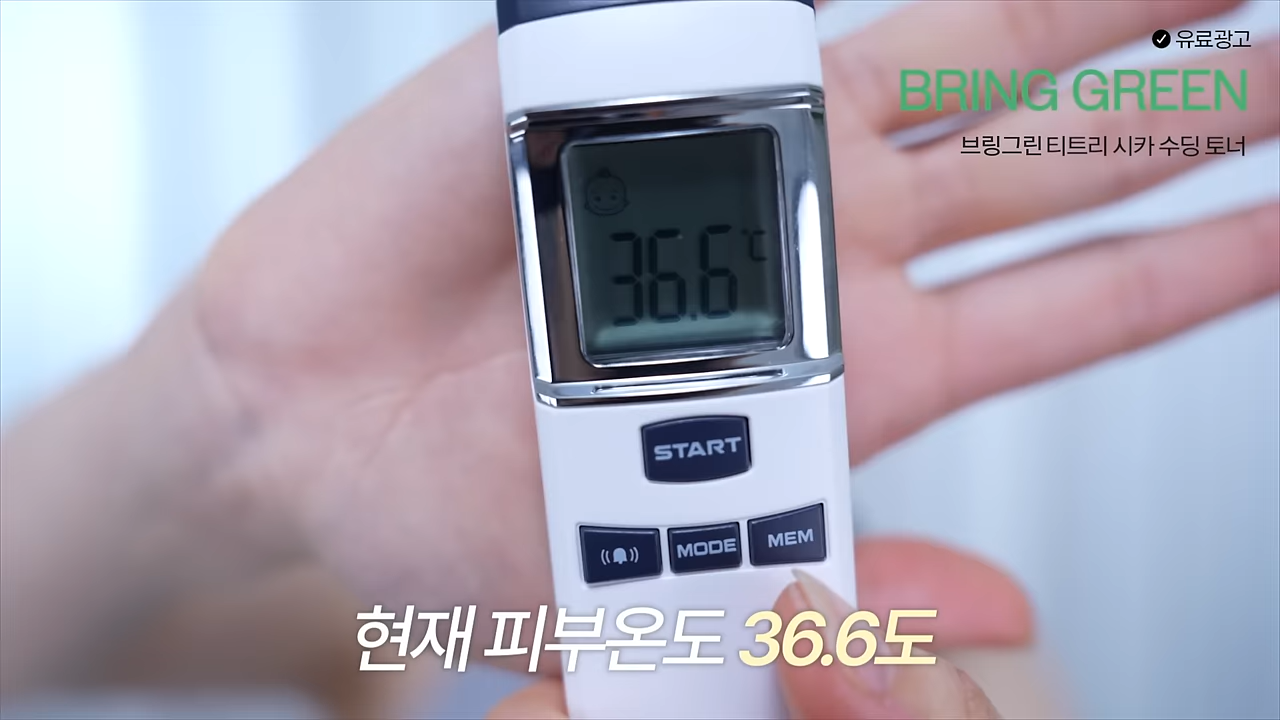 유료광고
BRING GREEN
브링그린 티트리 시카 수딩 토너
36.6℃
START
MODE
MEM
현재 피부온도 36.6도